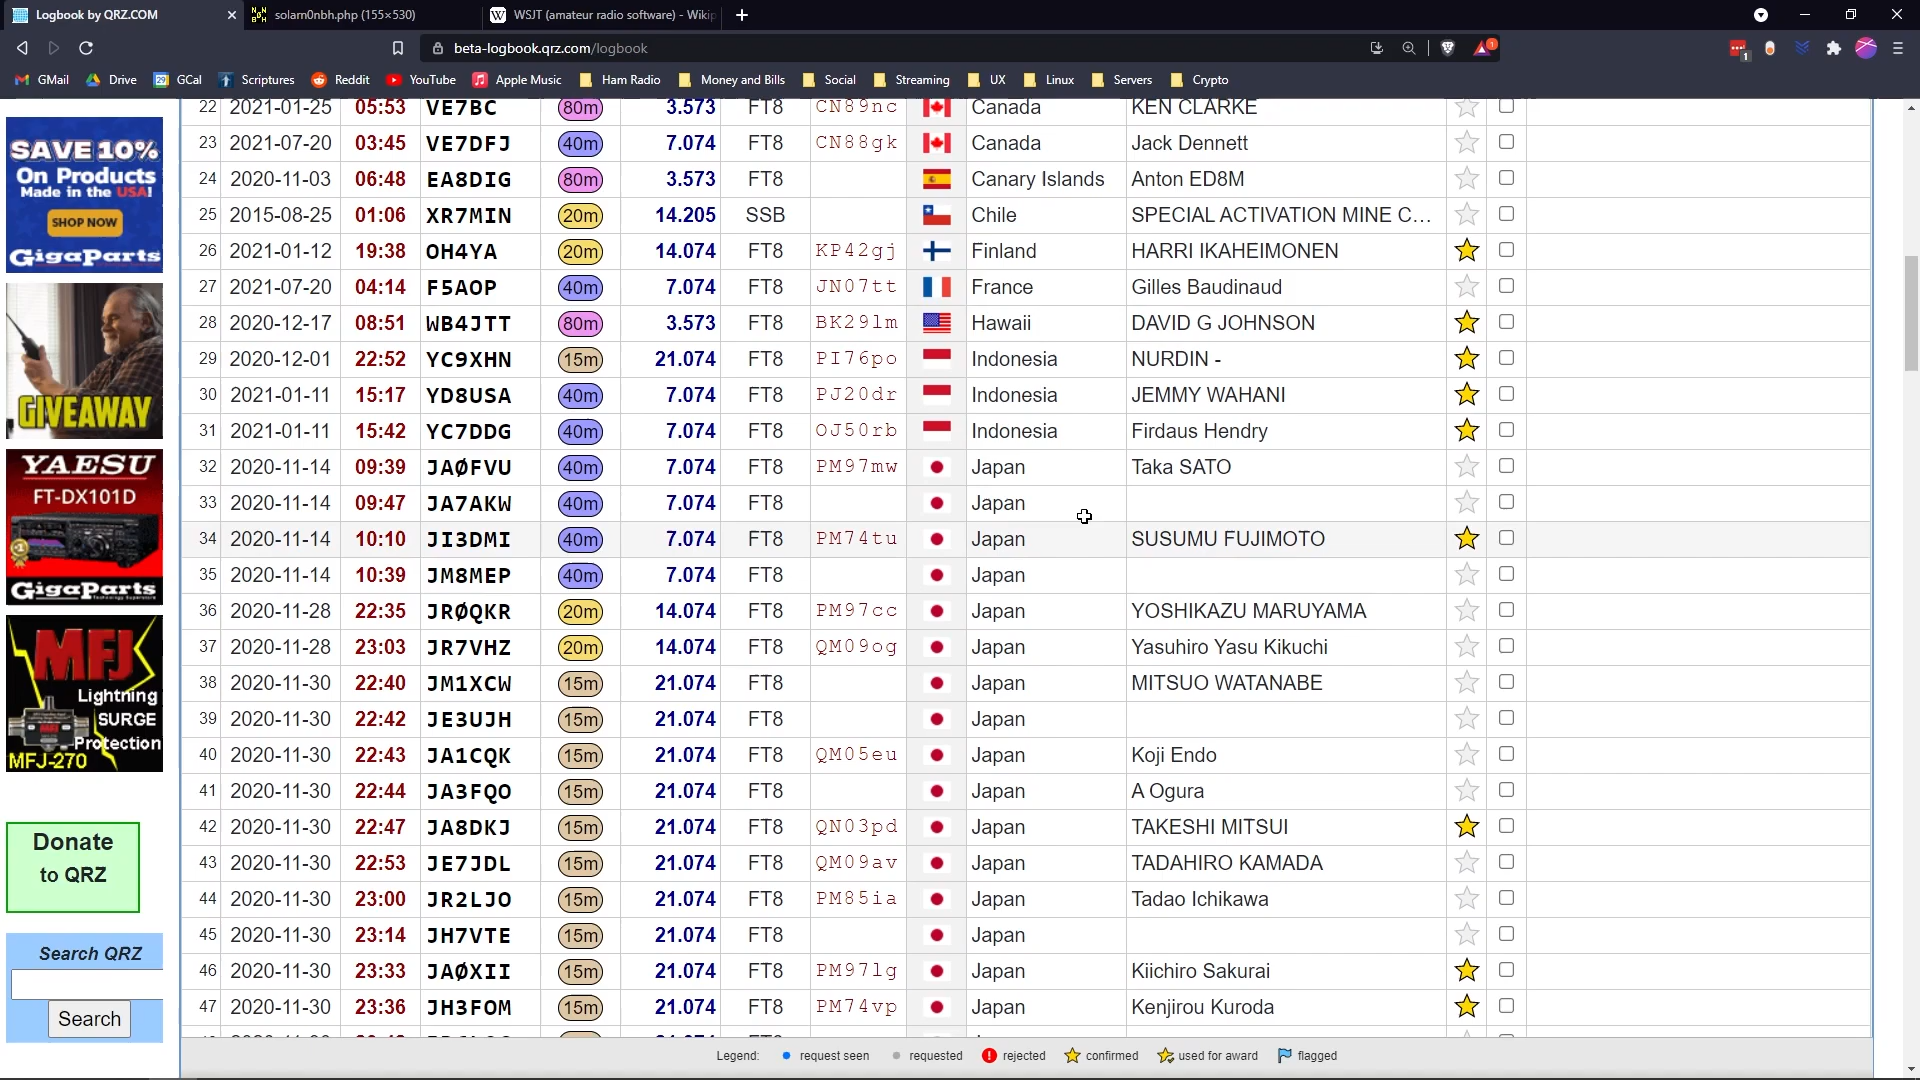 Logbook by QRZ.COM
solarn0nbh.php (155×530)
WSJT (amateur radio software) - Wikip
beta-logbook.qrz.com/logbook
GMail Drive GCal Scriptures Reddit YouTube Apple Music Ham Radio Money and Bills Social Streaming UX Linux Servers Crypto
22 2021-01-25 05:53 VE7BC 80m 3.573 FT8 CN89nc Canada KEN CLARKE
23 2021-07-20 03:45 VE7DFJ 40m 7.074 FT8 CN88gk Canada Jack Dennett
24 2020-11-03 06:48 EA8DIG 80m 3.573 FT8 Canary Islands Anton ED8M
25 2015-08-25 01:06 XR7MIN 20m 14.205 SSB Chile SPECIAL ACTIVATION MINE C...
26 2021-01-12 19:38 OH4YA 20m 14.074 FT8 KP42gj Finland HARRI IKAHEIMONEN
27 2021-07-20 04:14 F5AOP 40m 7.074 FT8 JN07tt France Gilles Baudinaud
28 2020-12-17 08:51 WB4JTT 80m 3.573 FT8 BK29lm Hawaii DAVID G JOHNSON
29 2020-12-01 22:52 YC9XHN 15m 21.074 FT8 PI76po Indonesia NURDIN -
30 2021-01-11 15:17 YD8USA 40m 7.074 FT8 PJ20dr Indonesia JEMMY WAHANI
31 2021-01-11 15:42 YC7DDG 40m 7.074 FT8 OJ50rb Indonesia Firdaus Hendry
32 2020-11-14 09:39 JAØFVU 40m 7.074 FT8 PM97mw Japan Taka SATO
33 2020-11-14 09:47 JA7AKW 40m 7.074 FT8 Japan
34 2020-11-14 10:10 JI3DMI 40m 7.074 FT8 PM74tu Japan SUSUMU FUJIMOTO
35 2020-11-14 10:39 JM8MEP 40m 7.074 FT8 Japan
36 2020-11-28 22:35 JRØQKR 20m 14.074 FT8 PM97cc Japan YOSHIKAZU MARUYAMA
37 2020-11-28 23:03 JR7VHZ 20m 14.074 FT8 QM09og Japan Yasuhiro Yasu Kikuchi
38 2020-11-30 22:40 JM1XCW 15m 21.074 FT8 Japan MITSUO WATANABE
39 2020-11-30 22:42 JE3UJH 15m 21.074 FT8 Japan
40 2020-11-30 22:43 JA1CQK 15m 21.074 FT8 QM05eu Japan Koji Endo
41 2020-11-30 22:44 JA3FQO 15m 21.074 FT8 Japan A Ogura
42 2020-11-30 22:47 JA8DKJ 15m 21.074 FT8 QN03pd Japan TAKESHI MITSUI
43 2020-11-30 22:53 JE7JDL 15m 21.074 FT8 QM09av Japan TADAHIRO KAMADA
44 2020-11-30 23:00 JR2LJO 15m 21.074 FT8 PM85ia Japan Tadao Ichikawa
45 2020-11-30 23:14 JH7VTE 15m 21.074 FT8 Japan
46 2020-11-30 23:33 JAØXII 15m 21.074 FT8 PM97lg Japan Kiichiro Sakurai
47 2020-11-30 23:36 JH3FOM 15m 21.074 FT8 PM74vp Japan Kenjirou Kuroda
SAVE 10%
On Products
Made in the USA!
SHOP NOW
GigaParts
GIVEAWAY
YAESU
FT-DX101D
GigaParts
MFJ
Lightning
SURGE
Protection
MFJ-270
Donate
to QRZ
Search QRZ
Search
Legend: request seen requested rejected confirmed used for award flagged